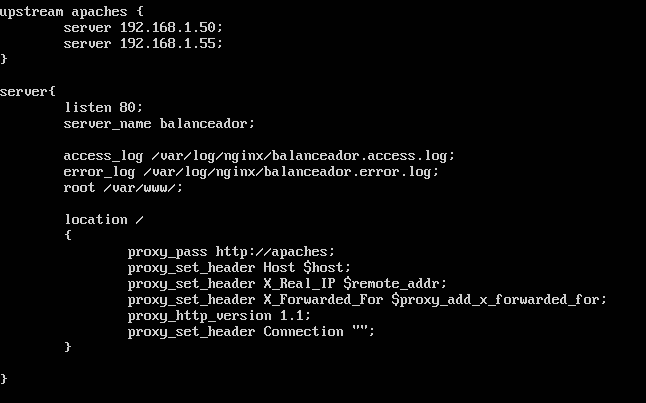 upstream apaches {
        server 192.168.1.50;
        server 192.168.1.55;
}

server{
        listen 80;
        server_name balanceador;

        access_log /var/log/nginx/balanceador.access.log;
        error_log /var/log/nginx/balanceador.error.log;
        root /var/www/;

        location /
        {
                proxy_pass http://apaches;
                proxy_set_header Host $host;
                proxy_set_header X_Real_IP $remote_addr;
                proxy_set_header X_Forwarded_For $proxy_add_x_forwarded_for;
                proxy_http_version 1.1;
                proxy_set_header Connection "";
        }

}